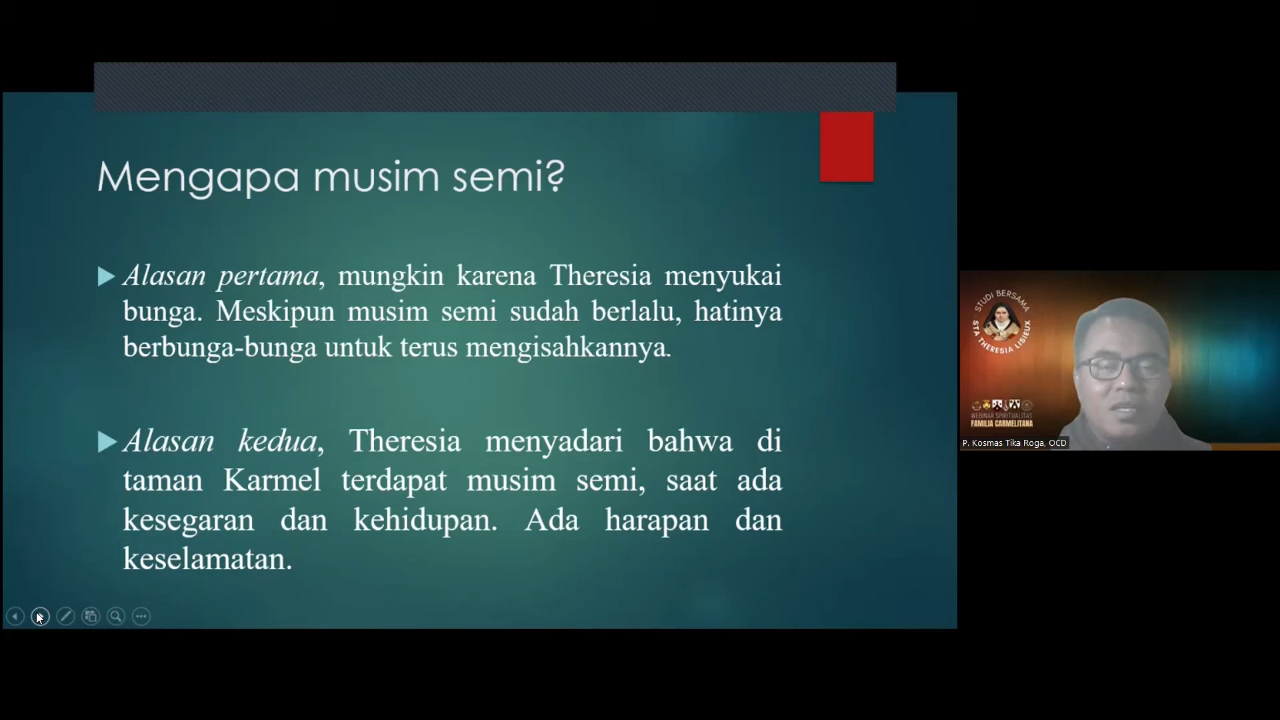 Mengapa musim semi?
Alasan pertama, mungkin karena Theresia menyukai
bunga. Meskipun musim semi sudah berlalu, hatinya
berbunga-bunga untuk terus mengisahkannya.
Alasan kedua, Theresia menyadari bahwa di
taman Karmel terdapat musim semi, saat ada
kesegaran dan kehidupan. Ada harapan dan
keselamatan.
STUDI BERSAMA
STA THERESIA LISIEUX
WEBINAR SPIRITUALITAS
FAMILIA CARMELITANA
P. Kosmas Tika Roga, OCD